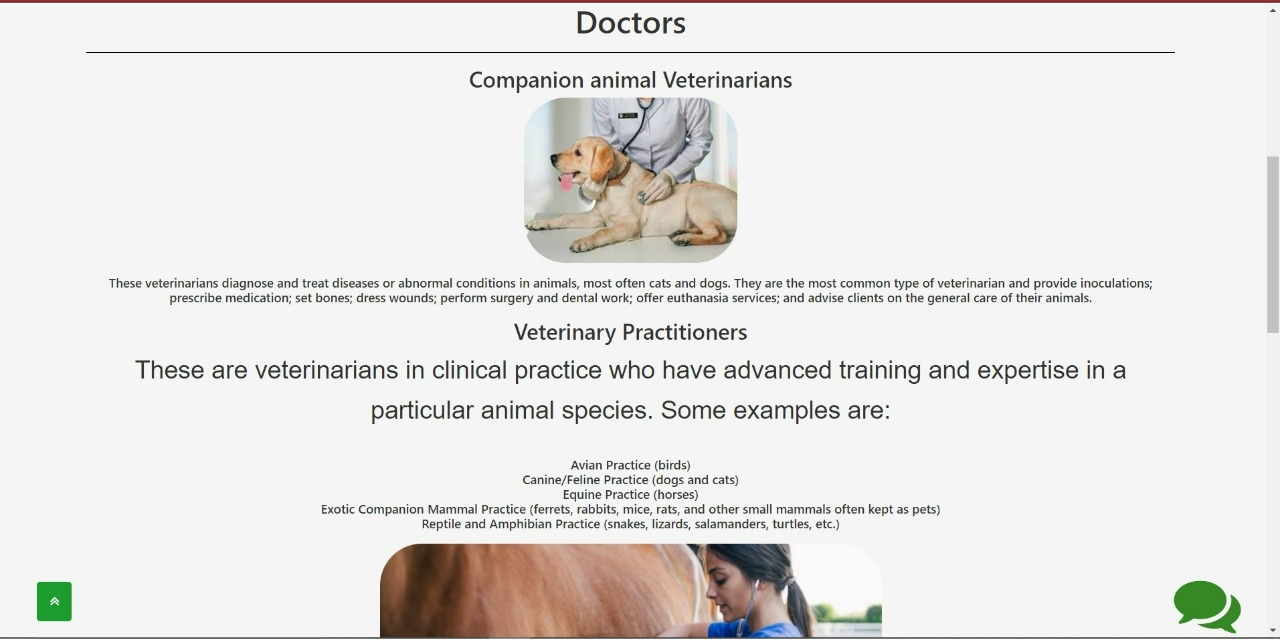 Doctors
Companion animal Veterinarians
These veterinarians diagnose and treat diseases or abnormal conditions in animals, most often cats and dogs. They are the most common type of veterinarian and provide inoculations;
prescribe medication; set bones; dress wounds; perform surgery and dental work; offer euthanasia services; and advise clients on the general care of their animals.
Veterinary Practitioners
These are veterinarians in clinical practice who have advanced training and expertise in a
particular animal species. Some examples are:
Avian Practice (birds)
Canine/Feline Practice (dogs and cats)
Equine Practice (horses)
Exotic Companion Mammal Practice (ferrets, rabbits, mice, rats, and other small mammals often kept as pets)
Reptile and Amphibian Practice (snakes, lizards, salamanders, turtles, etc.)